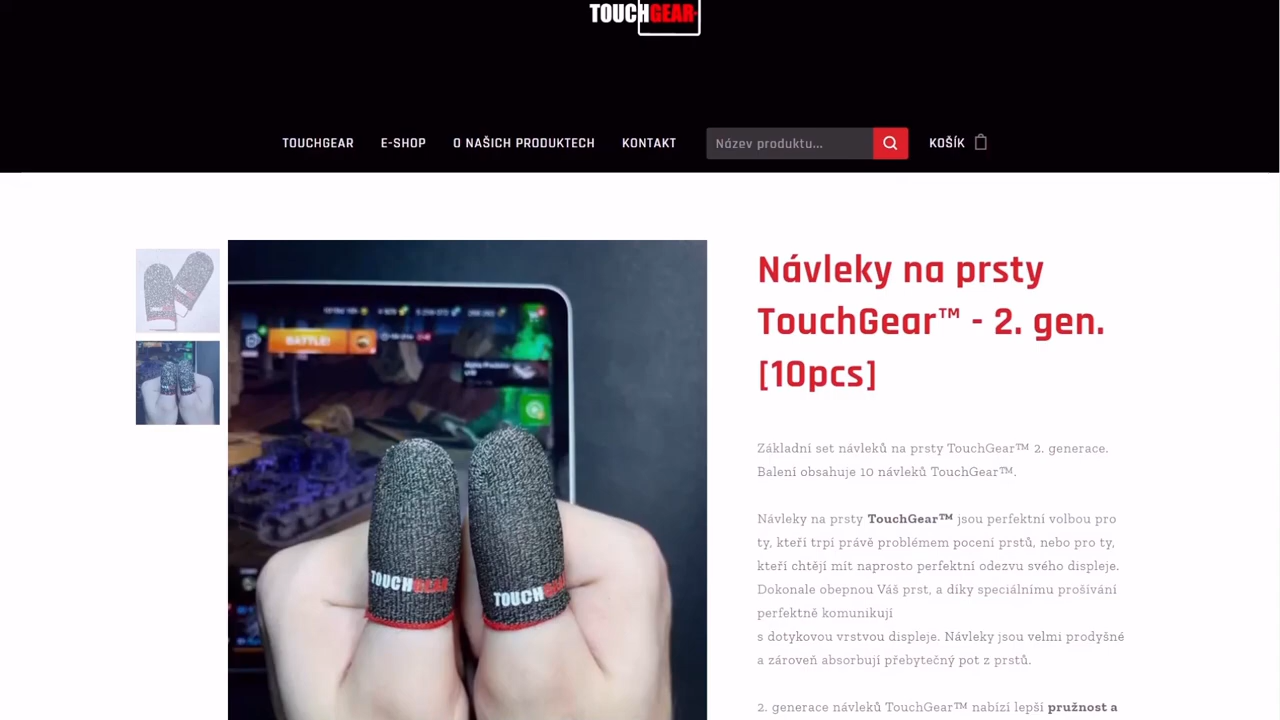 TOUCHGEAR
TOUCHGEAR
E-SHOP
O NAŠICH PRODUKTECH
KONTAKT
Název produktu...
KOŠÍK
BATTLE!
TOUCHGEAR
TOUCHGEAR
Návleky na prsty
TouchGear™ - 2. gen.
[10pcs]
Základní set návleků na prsty TouchGear™ 2. generace.
Balení obsahuje 10 návleků TouchGear™.
Návleky na prsty TouchGear™ jsou perfektní volbou pro
ty, kteří trpí právě problémem pocení prstů, nebo pro ty,
kteří chtějí mít naprosto perfektní odezvu svého displeje.
Dokonale obepnou Váš prst, a díky speciálnímu prošívání
perfektně komunikují
s dotykovou vrstvou displeje. Návleky jsou velmi prodyšné
a zároveň absorbují přebytečný pot z prstů.
2. generace návleků TouchGear™ nabízí lepší pružnost a